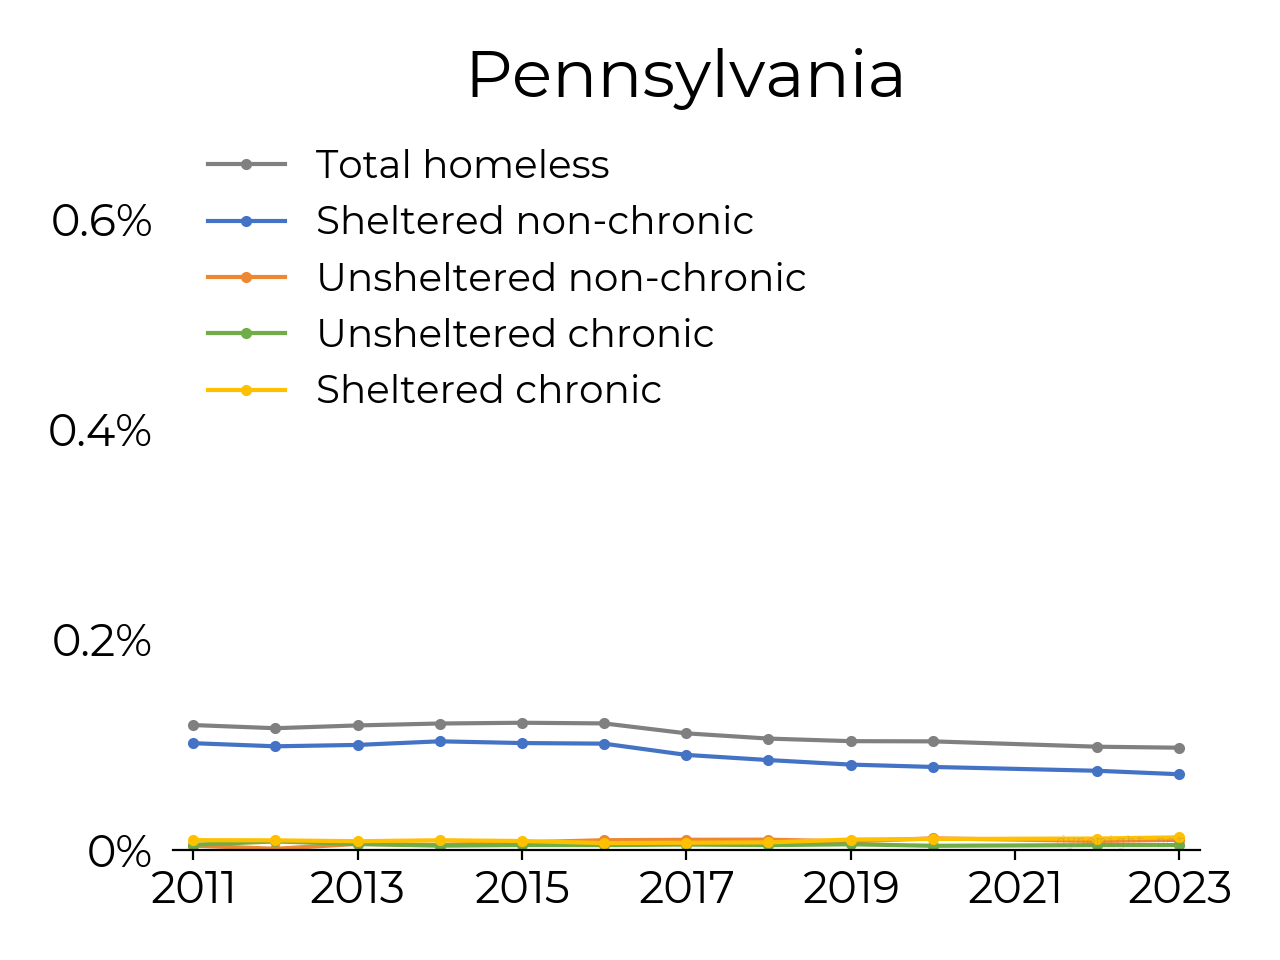 Pennsylvania
Total homeless
Sheltered non-chronic
Unsheltered non-chronic
Unsheltered chronic
Sheltered chronic
0.6%
0.4%
0.2%
0%
2011 2013 2015 2017 2019 2021 2023